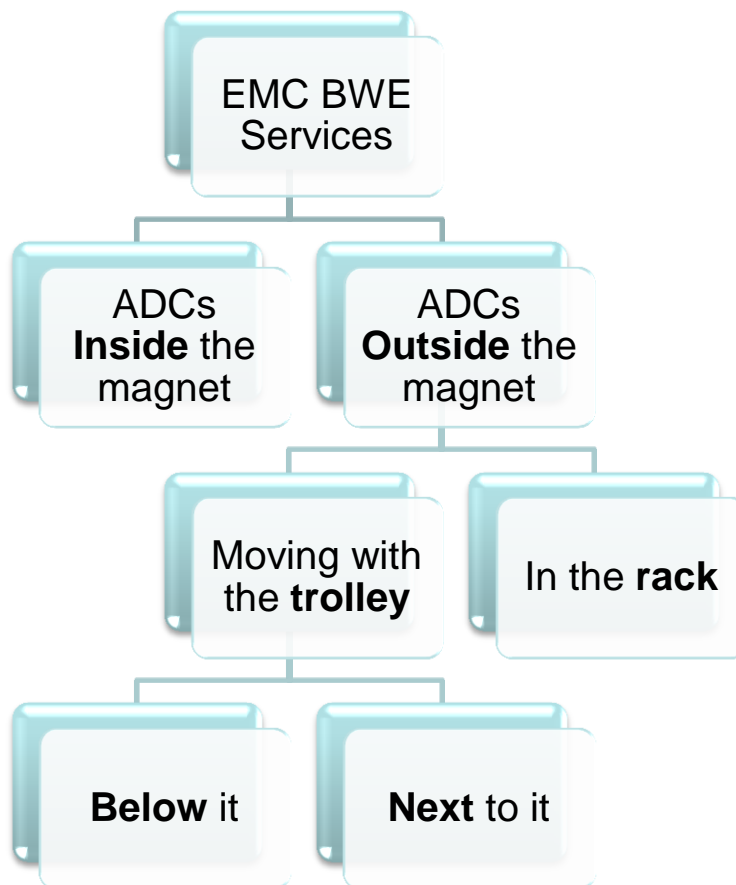 EMC BWE
Services
ADCs
Inside the
magnet
ADCs
Outside the
magnet
Moving with
the trolley
In the rack
Below it
Next to it